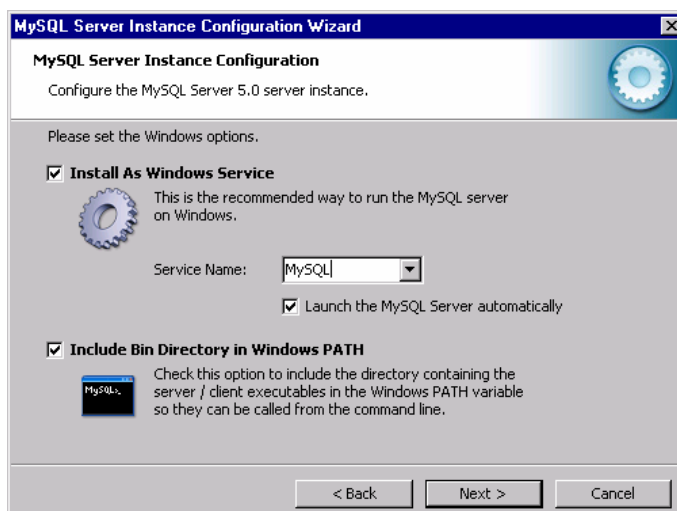 MySQL Server Instance Configuration Wizard
MySQL Server Instance Configuration
Configure the MySQL Server 5.0 server instance.
Please set the Windows options.
Install As Windows Service
This is the recommended way to run the MySQL server
on Windows.
Service Name: MySQL
Launch the MySQL Server automatically
Include Bin Directory in Windows PATH
MySQL>_
Check this option to include the directory containing the
server / client executables in the Windows PATH variable
so they can be called from the command line.
< Back Next > Cancel